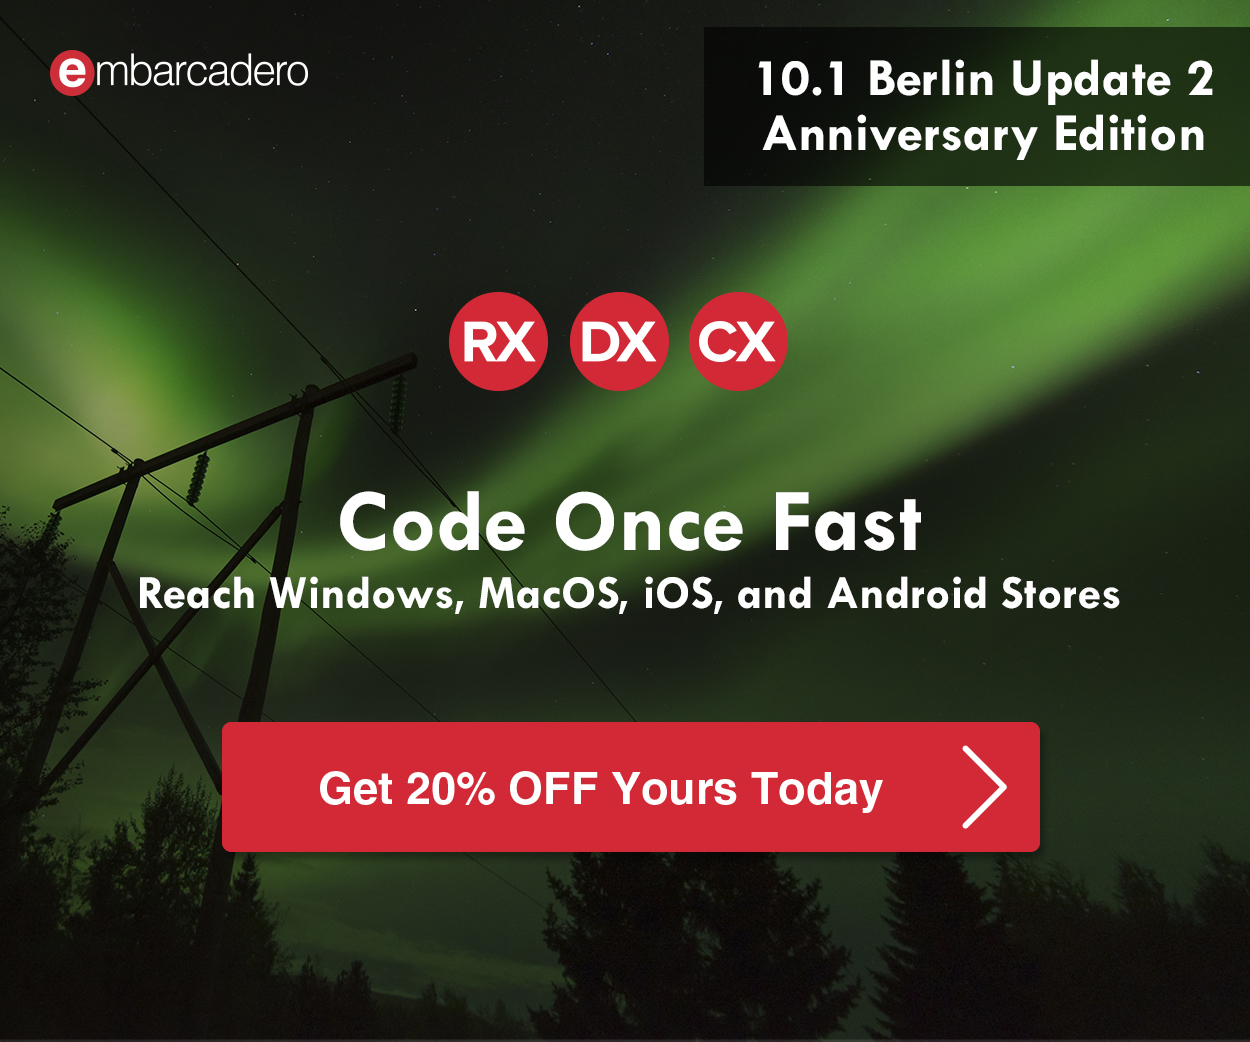 embarcadero
10.1 Berlin Update 2
Anniversary Edition
RX DX CX
Code Once Fast
Reach Windows, MacOS, iOS, and Android Stores
Get 20% OFF Yours Today